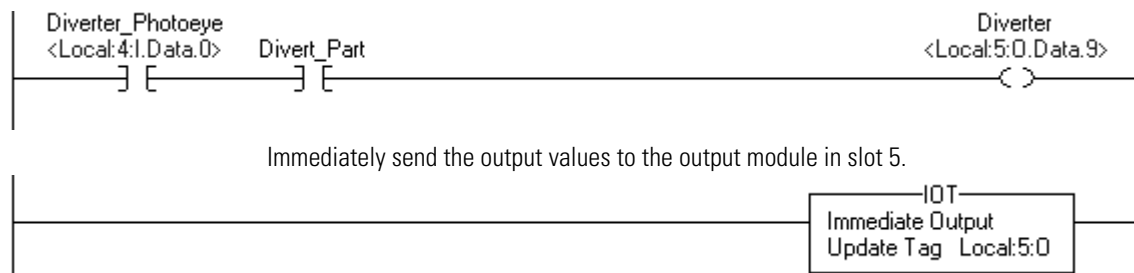 Diverter_Photoeye
<Local:4:I.Data.0>
Divert_Part
Diverter
<Local:5:O.Data.9>
Immediately send the output values to the output module in slot 5.
IOT
Immediate Output
Update Tag Local:5:O